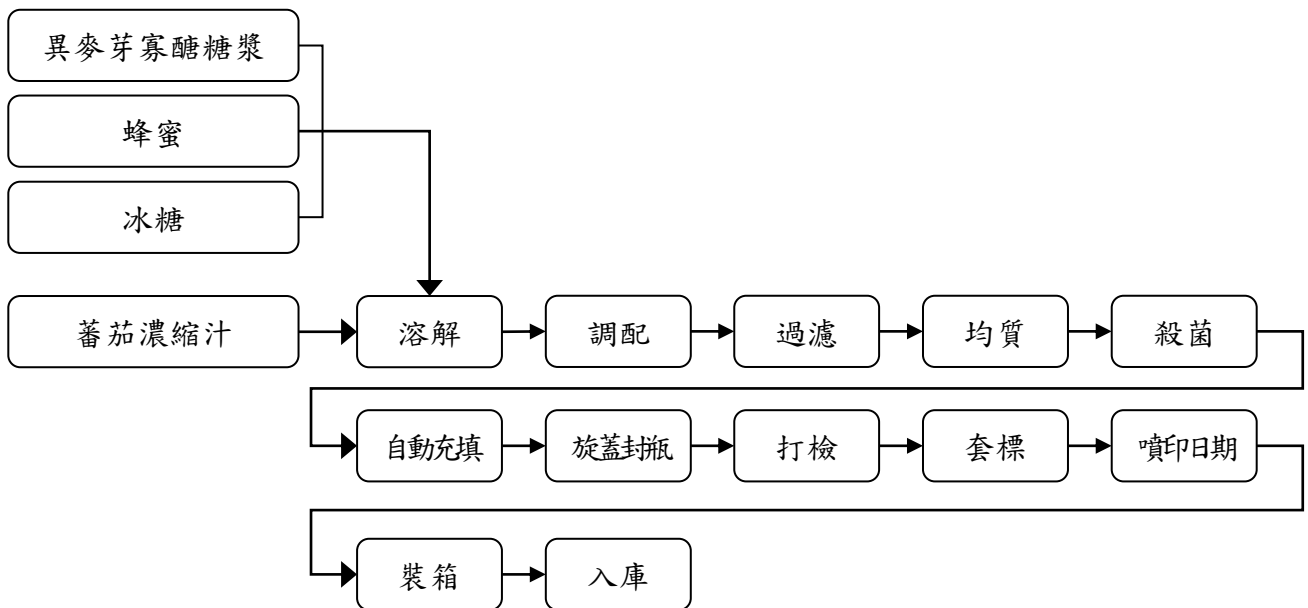 異麥芽寡醣糖漿
蜂蜜
冰糖
蕃茄濃縮汁
溶解
調配
過濾
均質
殺菌
自動充填
旋蓋封瓶
打檢
套標
噴印日期
裝箱
入庫